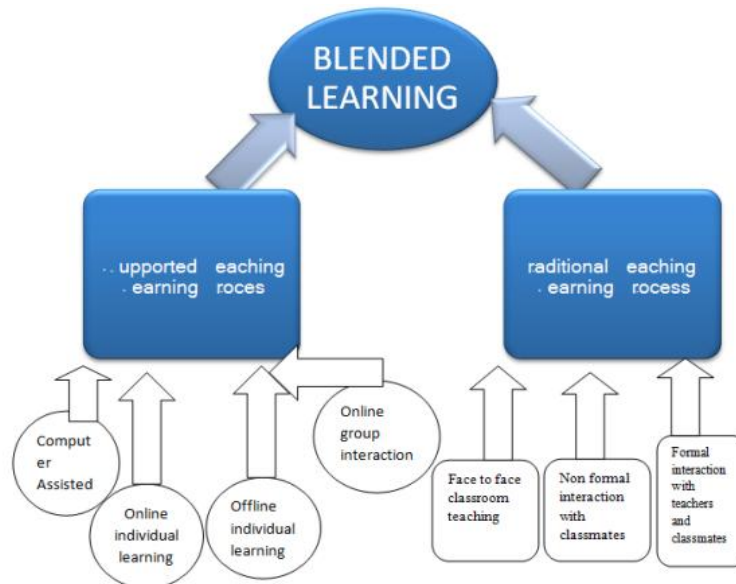 BLENDED
LEARNING
upported eaching
earning roces
raditional eaching
earning rocess
Comput
er
Assisted
Online
individual
learning
Offline
individual
learning
Online
group
interaction
Face to face
classroom
teaching
Non formal
interaction
with
classmates
Formal
interaction
with
teachers
and
classmates